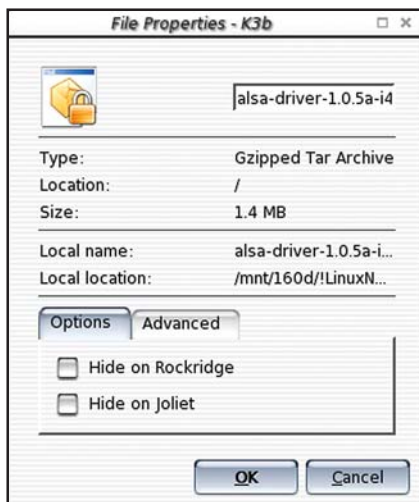 File Properties - K3b
alsa-driver-1.0.5a-i4
Type: Gzipped Tar Archive
Location: /
Size: 1.4 MB
Local name: alsa-driver-1.0.5a-i...
Local location: /mnt/160d/!LinuxN...
Options Advanced
Hide on Rockridge
Hide on Joliet
OK Cancel